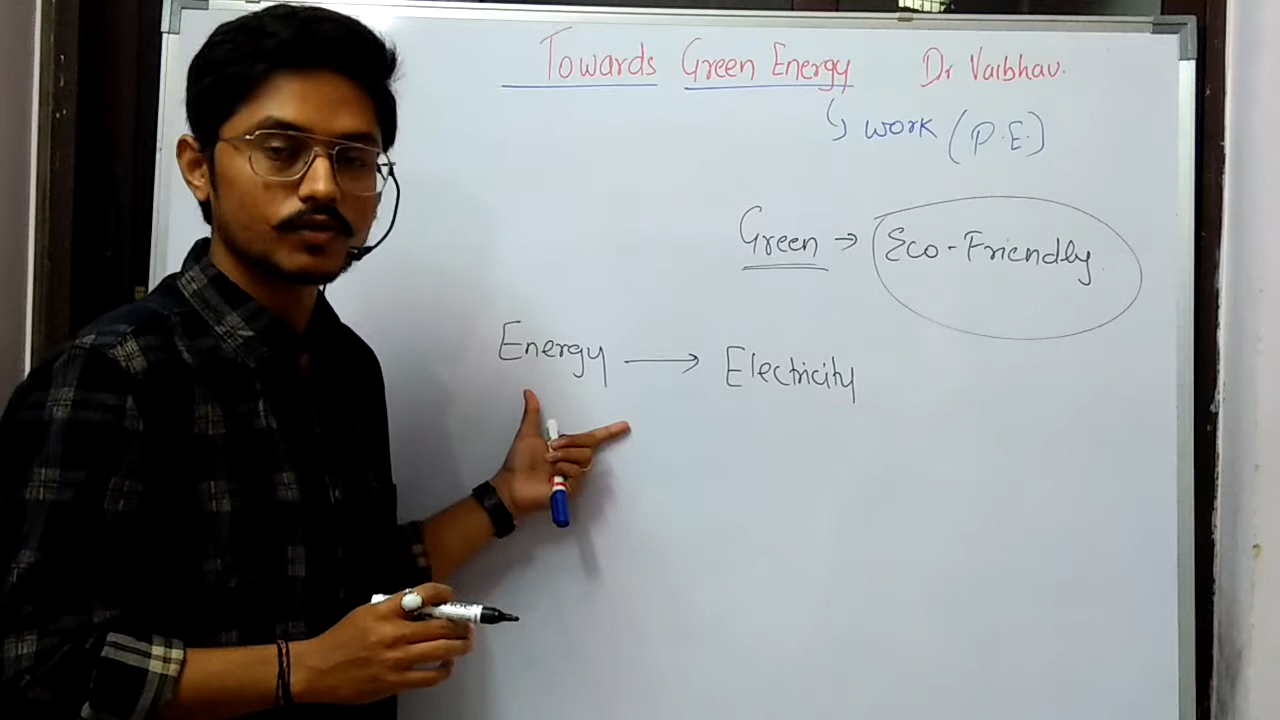 Towards Green Energy Dr Vaibhav.
↳ work (P.E.)
Green → Eco-Friendly.
Energy → Electricity